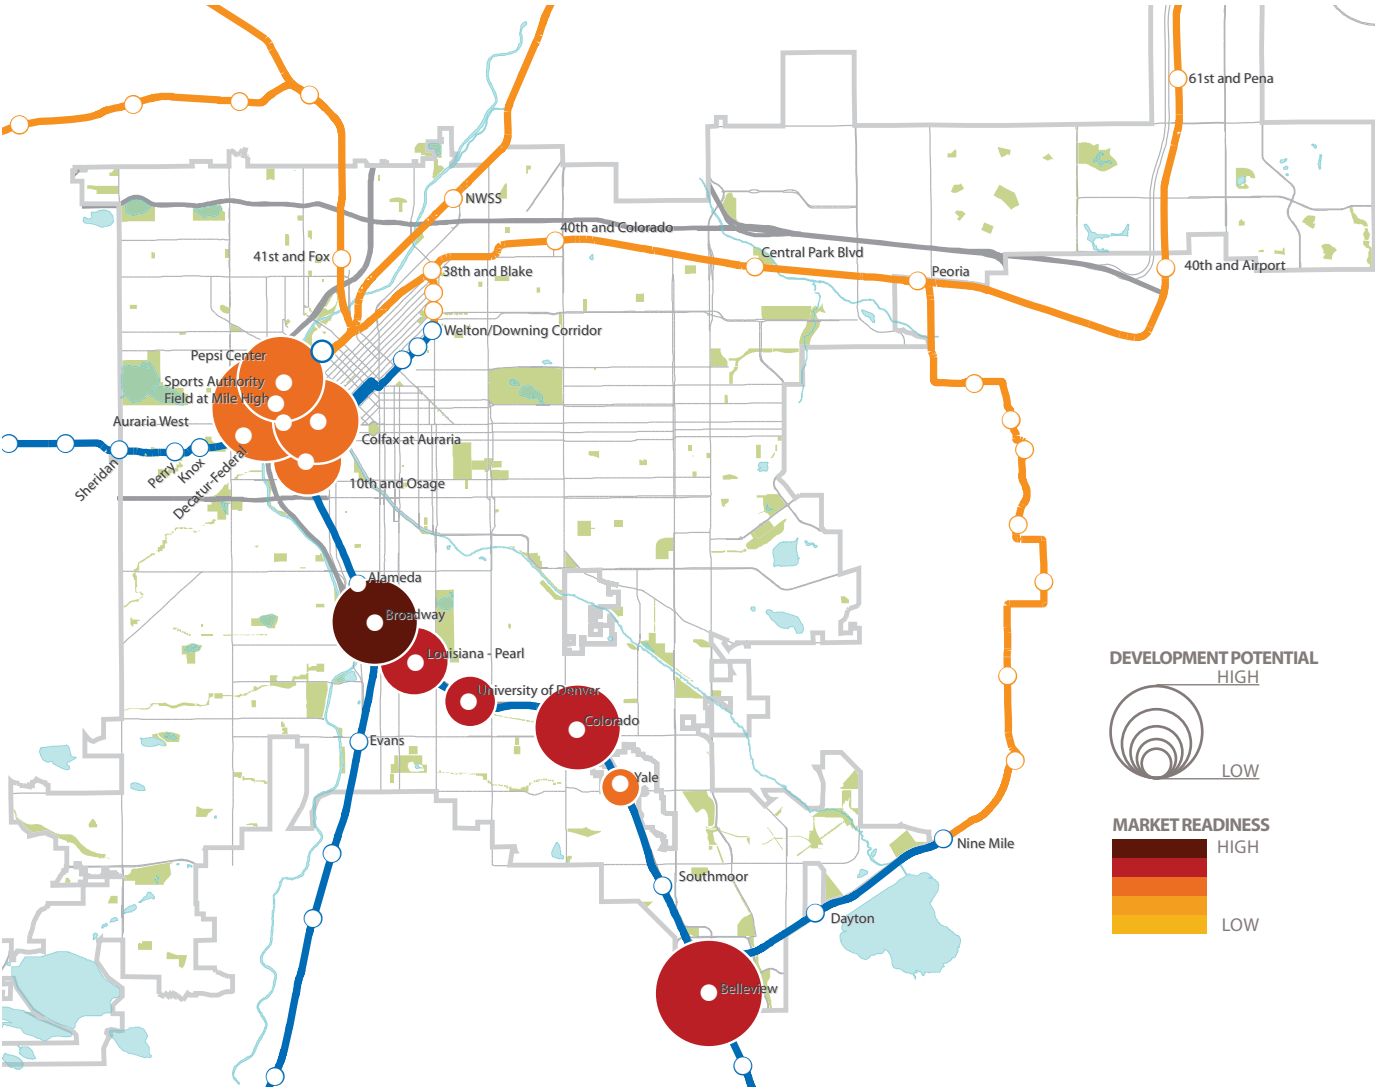 61st and Pena
NWSS
40th and Colorado
41st and Fox
Central Park Blvd
40th and Airport
38th and Blake
Peoria
Welton/Downing Corridor
Pepsi Center
Sports Authority
Field at Mile High
Auraria West
Colfax at Auraria
Sheridan
Perry
Knox
Decatur-Federal
10th and Osage
Alameda
Broadway
Louisiana - Pearl
University of Denver
Colorado
Evans
Yale
Nine Mile
Southmoor
Dayton
Belleview
DEVELOPMENT POTENTIAL
HIGH
LOW
MARKET READINESS
HIGH
LOW